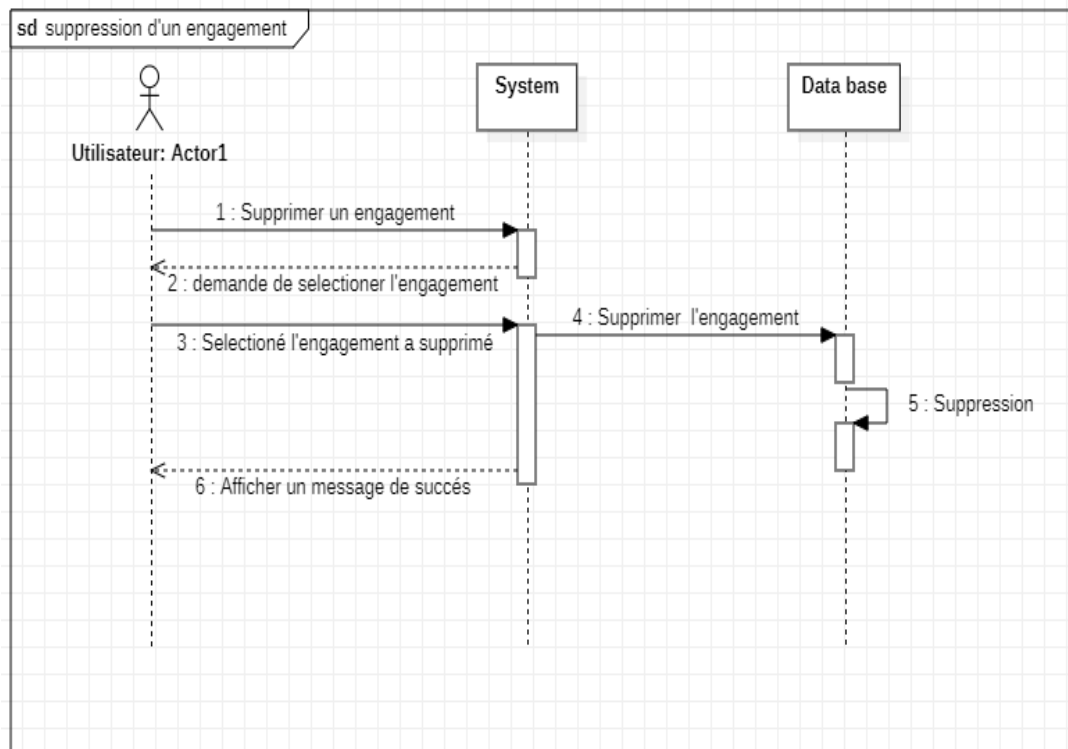 sd suppression d'un engagement
System
Data base
Utilisateur: Actor1
1 : Supprimer un engagement
2 : demande de selectioner l'engagement
4 : Supprimer l'engagement
3 : Selectioné l'engagement a supprimé
5 : Suppression
6 : Afficher un message de succés